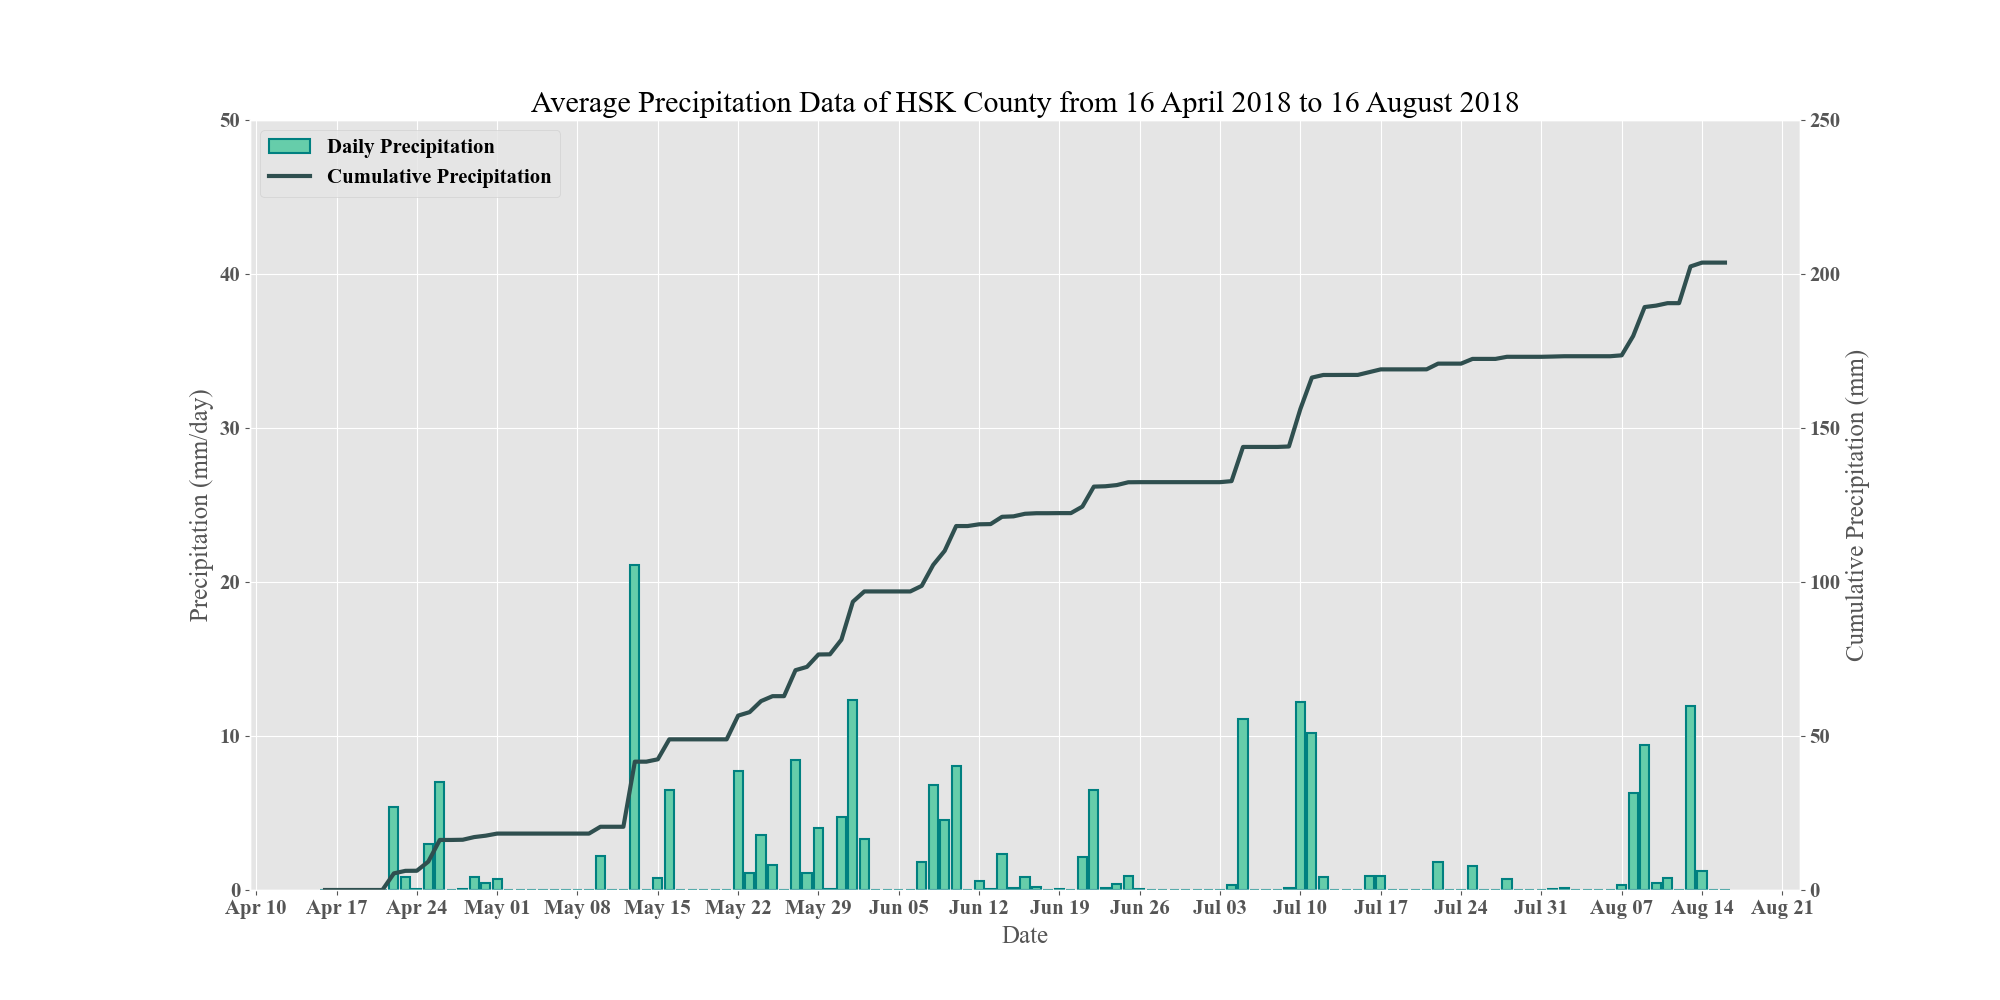 Average Precipitation Data of HSK County from 16 April 2018 to 16 August 2018
Daily Precipitation
Cumulative Precipitation
50
40
30
20
10
0
Precipitation (mm/day)
250
200
150
100
50
0
Cumulative Precipitation (mm)
Apr 10 Apr 17 Apr 24 May 01 May 08 May 15 May 22 May 29 Jun 05 Jun 12 Jun 19 Jun 26 Jul 03 Jul 10 Jul 17 Jul 24 Jul 31 Aug 07 Aug 14 Aug 21
Date